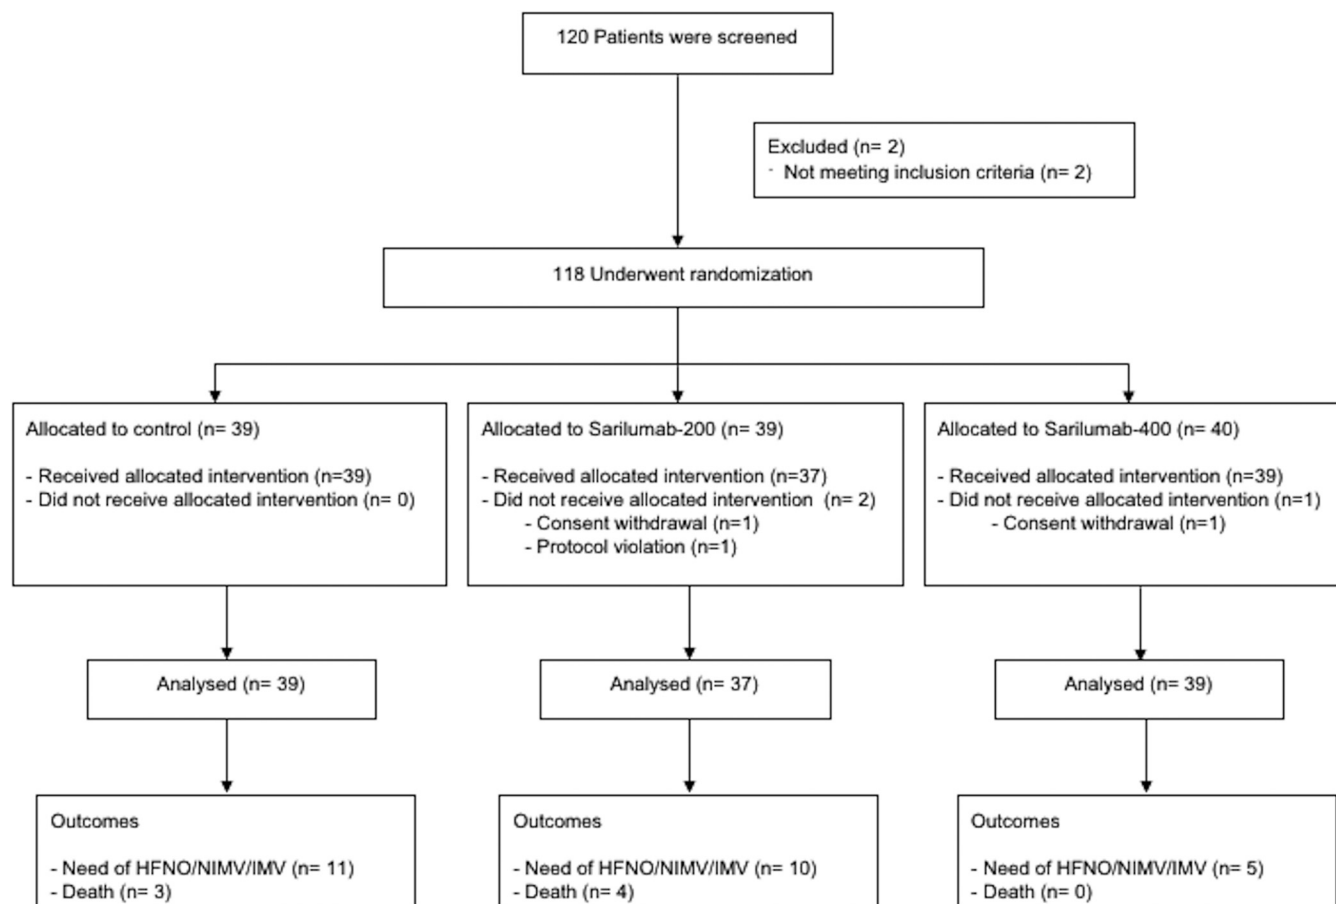 120 Patients were screened
Excluded (n= 2)
- Not meeting inclusion criteria (n= 2)
118 Underwent randomization
Allocated to control (n= 39)
- Received allocated intervention (n=39)
- Did not receive allocated intervention (n= 0)
Allocated to Sarilumab-200 (n= 39)
- Received allocated intervention (n=37)
- Did not receive allocated intervention (n= 2)
- Consent withdrawal (n=1)
- Protocol violation (n=1)
Allocated to Sarilumab-400 (n= 40)
- Received allocated intervention (n=39)
- Did not receive allocated intervention (n=1)
- Consent withdrawal (n=1)
Analysed (n= 39)
Analysed (n= 37)
Analysed (n= 39)
Outcomes
- Need of HFNO/NIMV/IMV (n= 11)
- Death (n= 3)
Outcomes
- Need of HFNO/NIMV/IMV (n= 10)
- Death (n= 4)
Outcomes
- Need of HFNO/NIMV/IMV (n= 5)
- Death (n= 0)